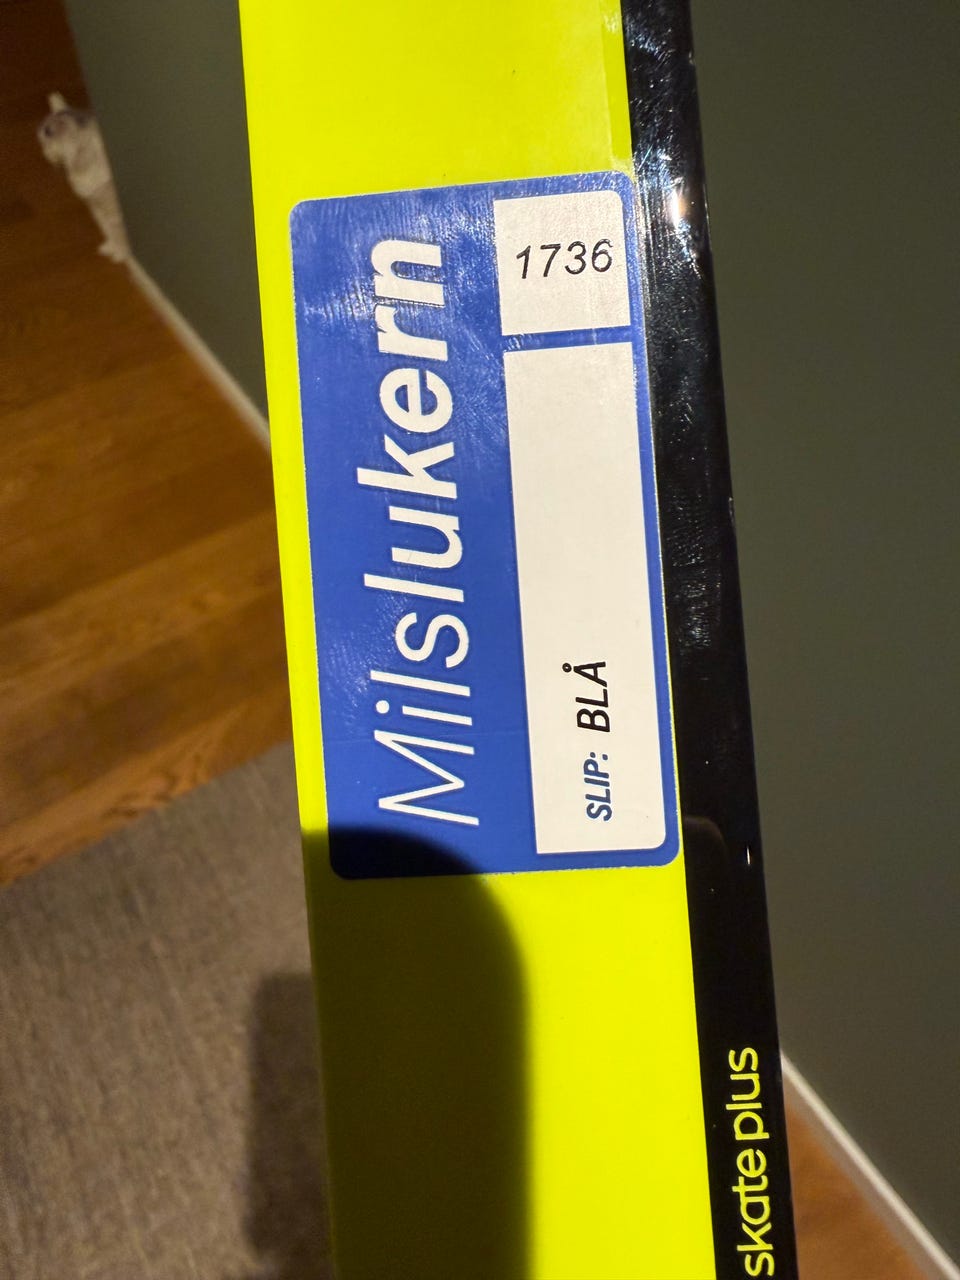 Milslukern
1736
SLIP: BLÅ
skate plus